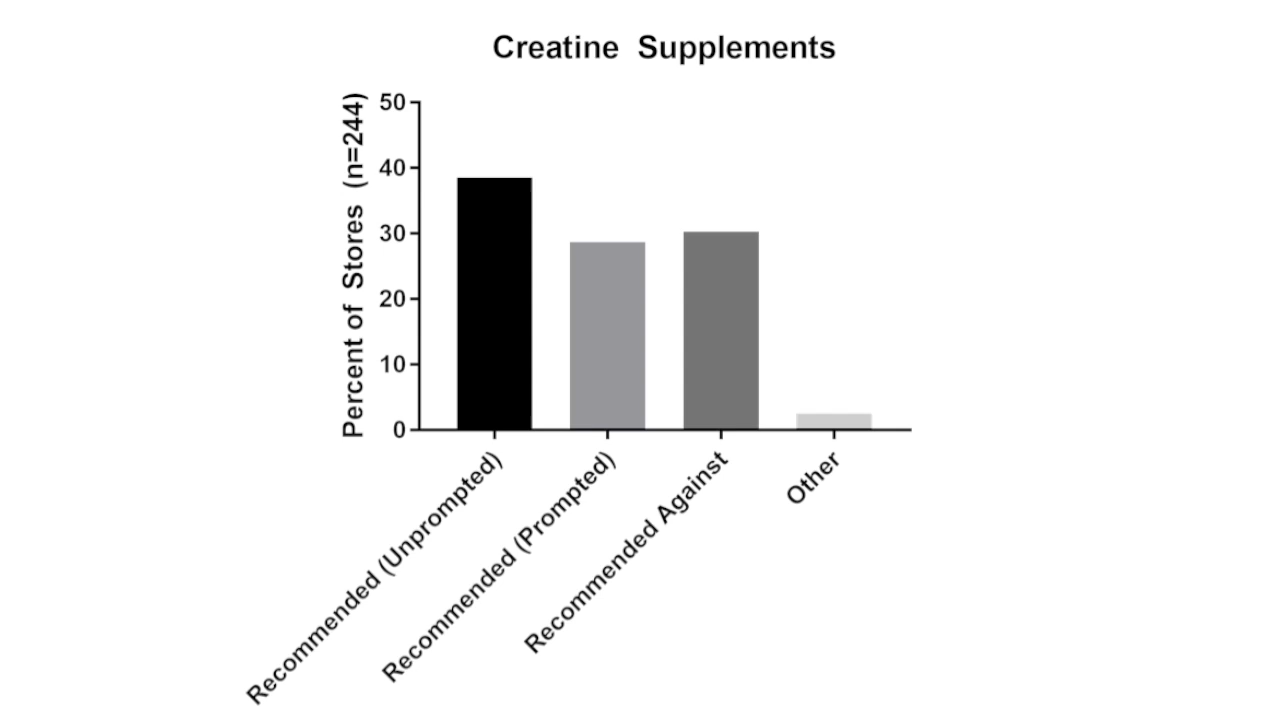 Creatine Supplements
Percent of Stores (n=244)
50
40
30
20
10
0
Recommended (Unprompted)
Recommended (Prompted)
Recommended Against
Other